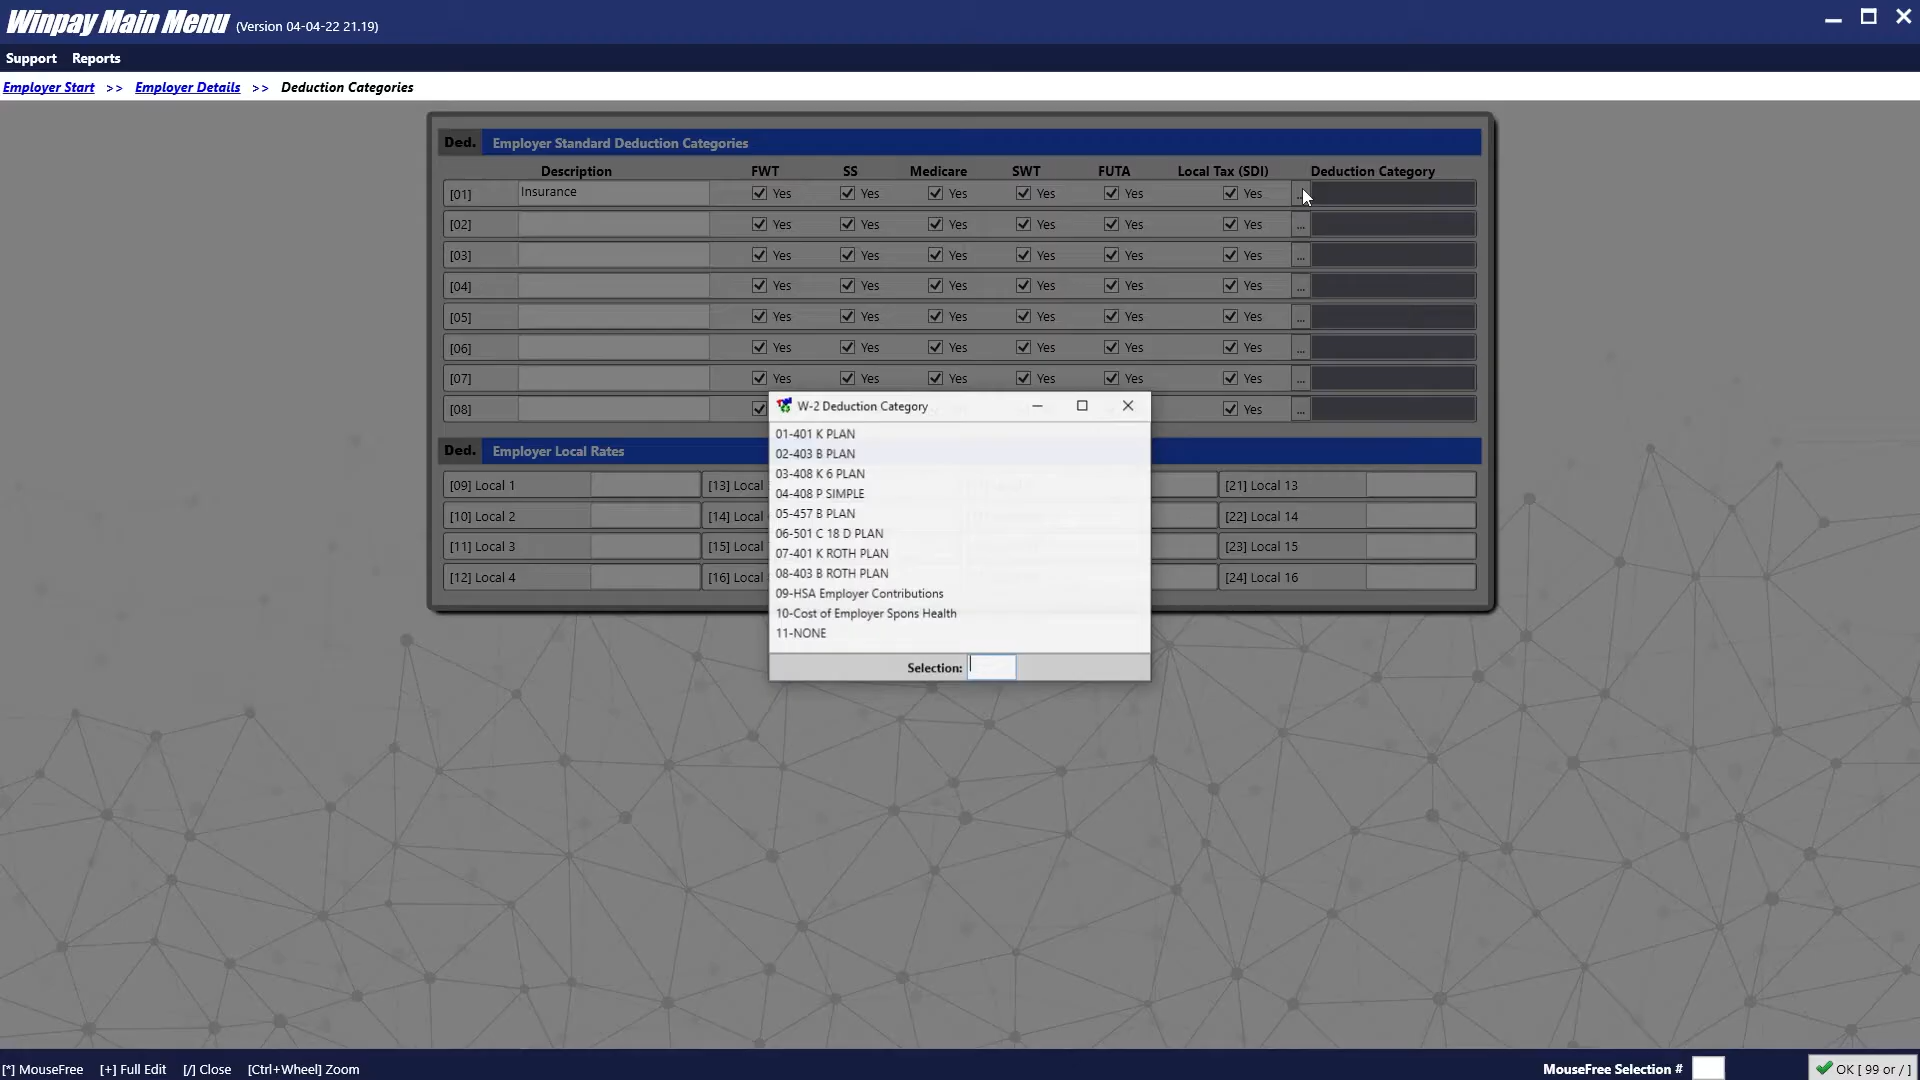 Winpay Main Menu (Version 04-04-22 21.19)
Support Reports
Employer Start >> Employer Details >> Deduction Categories
Ded. Employer Standard Deduction Categories
Description FWT SS Medicare SWT FUTA Local Tax (SDI) Deduction Category
[01] Insurance Yes Yes Yes Yes Yes Yes ...
[02] Yes Yes Yes Yes Yes Yes ...
[03] Yes Yes Yes Yes Yes Yes ...
[04] Yes Yes Yes Yes Yes Yes ...
[05] Yes Yes Yes Yes Yes Yes ...
[06] Yes Yes Yes Yes Yes Yes ...
[07] Yes Yes Yes Yes Yes Yes ...
[08] Yes ...
W-2 Deduction Category
01-401 K PLAN
02-403 B PLAN
03-408 K 6 PLAN
04-408 P SIMPLE
05-457 B PLAN
06-501 C 18 D PLAN
07-401 K ROTH PLAN
08-403 B ROTH PLAN
09-HSA Employer Contributions
10-Cost of Employer Spons Health
11-NONE
Selection:
Ded. Employer Local Rates
[09] Local 1 [13] Local [21] Local 13
[10] Local 2 [14] Local [22] Local 14
[11] Local 3 [15] Local [23] Local 15
[12] Local 4 [16] Local [24] Local 16
[*] MouseFree [+] Full Edit [/] Close [Ctrl+Wheel] Zoom MouseFree Selection # OK [ 99 or / ]